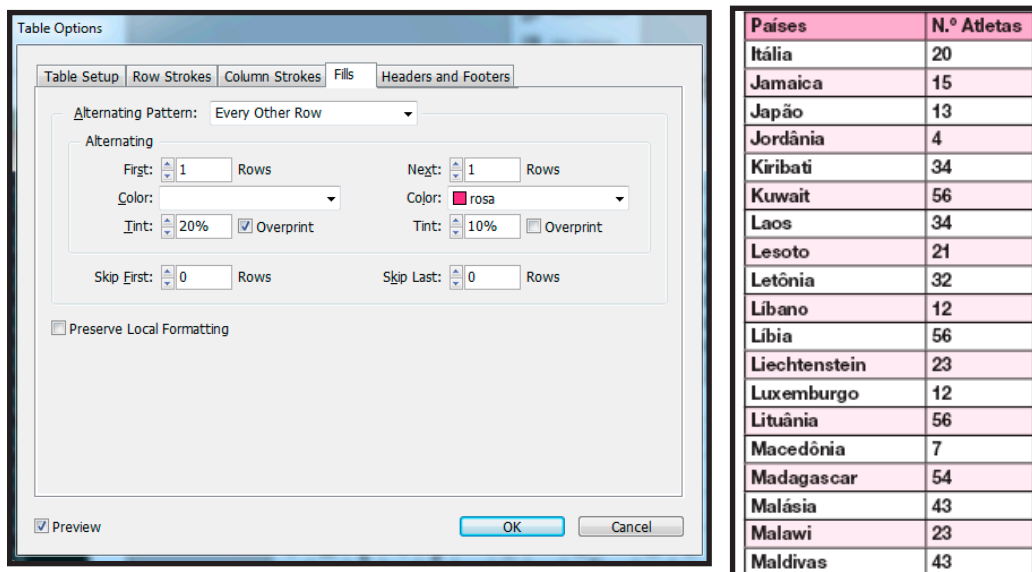 Table Options
Table Setup Row Strokes Column Strokes Fills Headers and Footers
Alternating Pattern: Every Other Row
Alternating
First: 1 Rows Next: 1 Rows
Color: Color: rosa
Tint: 20% Overprint Tint: 10% Overprint
Skip First: 0 Rows Skip Last: 0 Rows
Preserve Local Formatting
Preview OK Cancel
Países N.º Atletas
Itália 20
Jamaica 15
Japão 13
Jordânia 4
Kiribati 34
Kuwait 56
Laos 34
Lesoto 21
Letônia 32
Líbano 12
Líbia 56
Liechtenstein 23
Luxemburgo 12
Lituânia 56
Macedônia 7
Madagascar 54
Malásia 43
Malawi 23
Maldivas 43